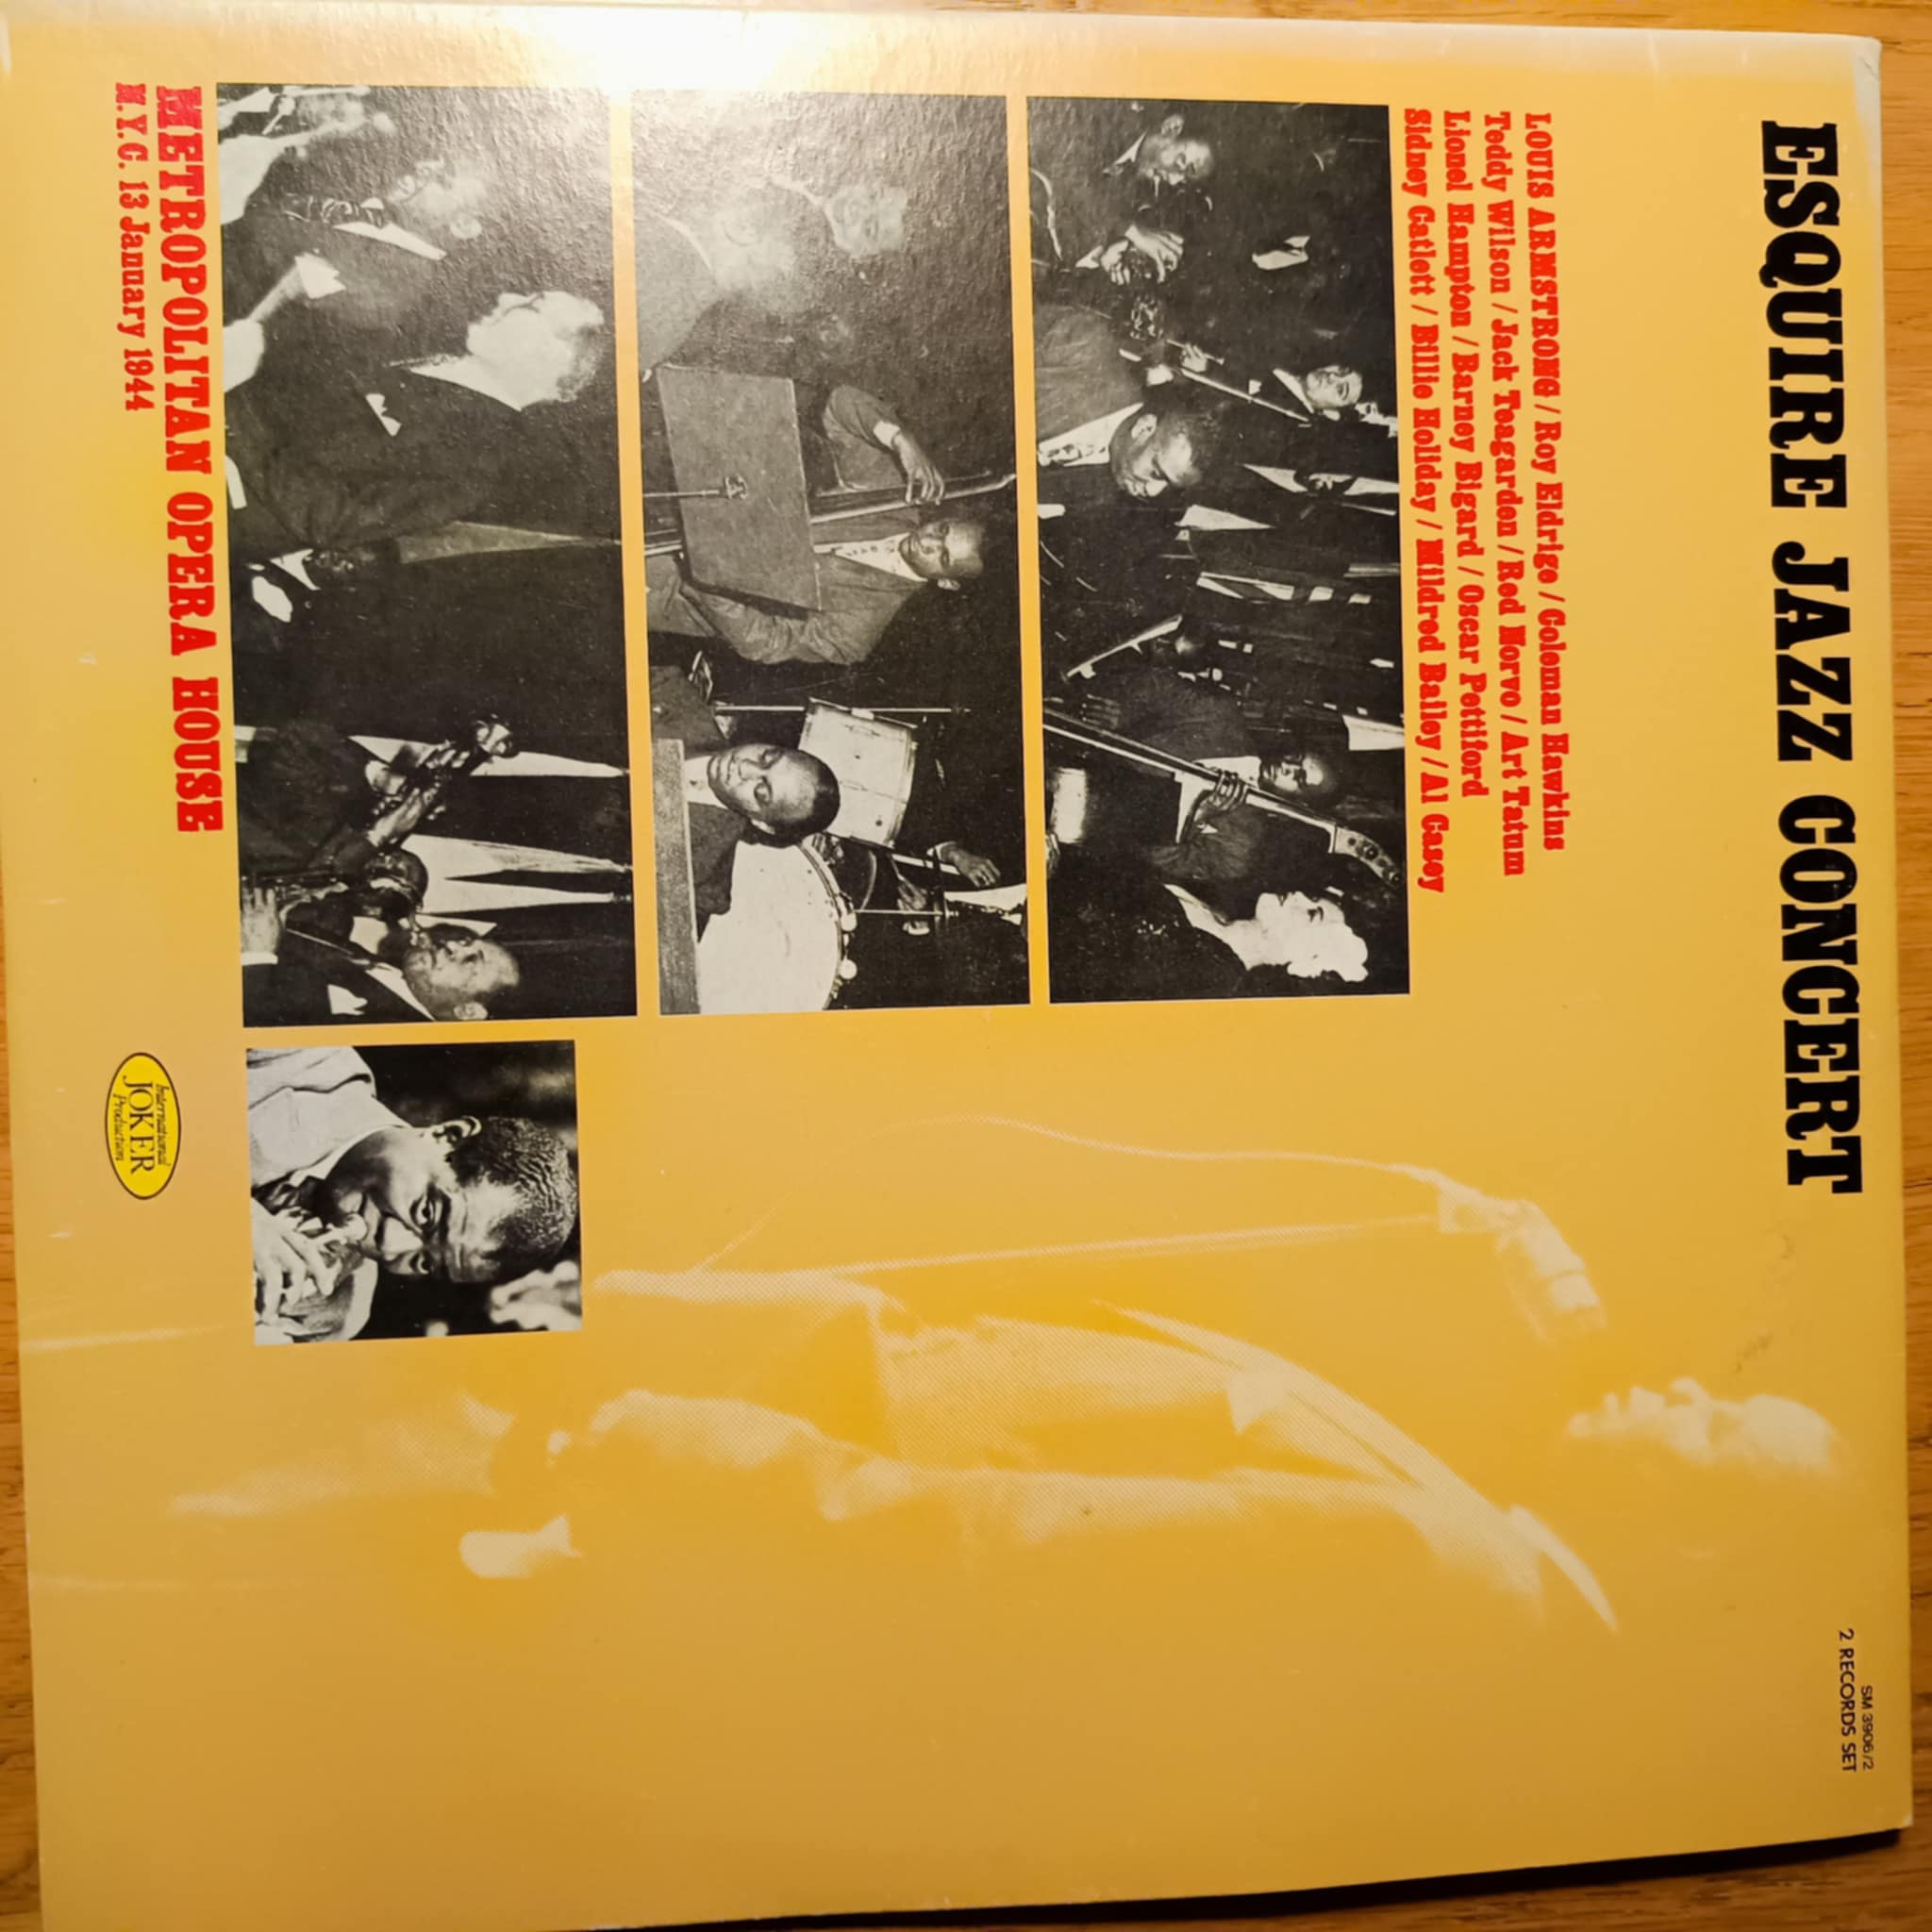 ESQUIRE JAZZ CONCERT
SM 3906/2
2 RECORDS SET
LOUIS ARMSTRONG / Roy Eldrige / Coleman Hawkins
Teddy Wilson / Jack Teagarden / Red Norvo / Art Tatum
Lionel Hampton / Barney Bigard / Oscar Pettiford
Sidney Catlett / Billie Holiday / Mildred Bailey / Al Casey
METROPOLITAN OPERA HOUSE
N.Y.C. 13 January 1944
International
JOKER
Production